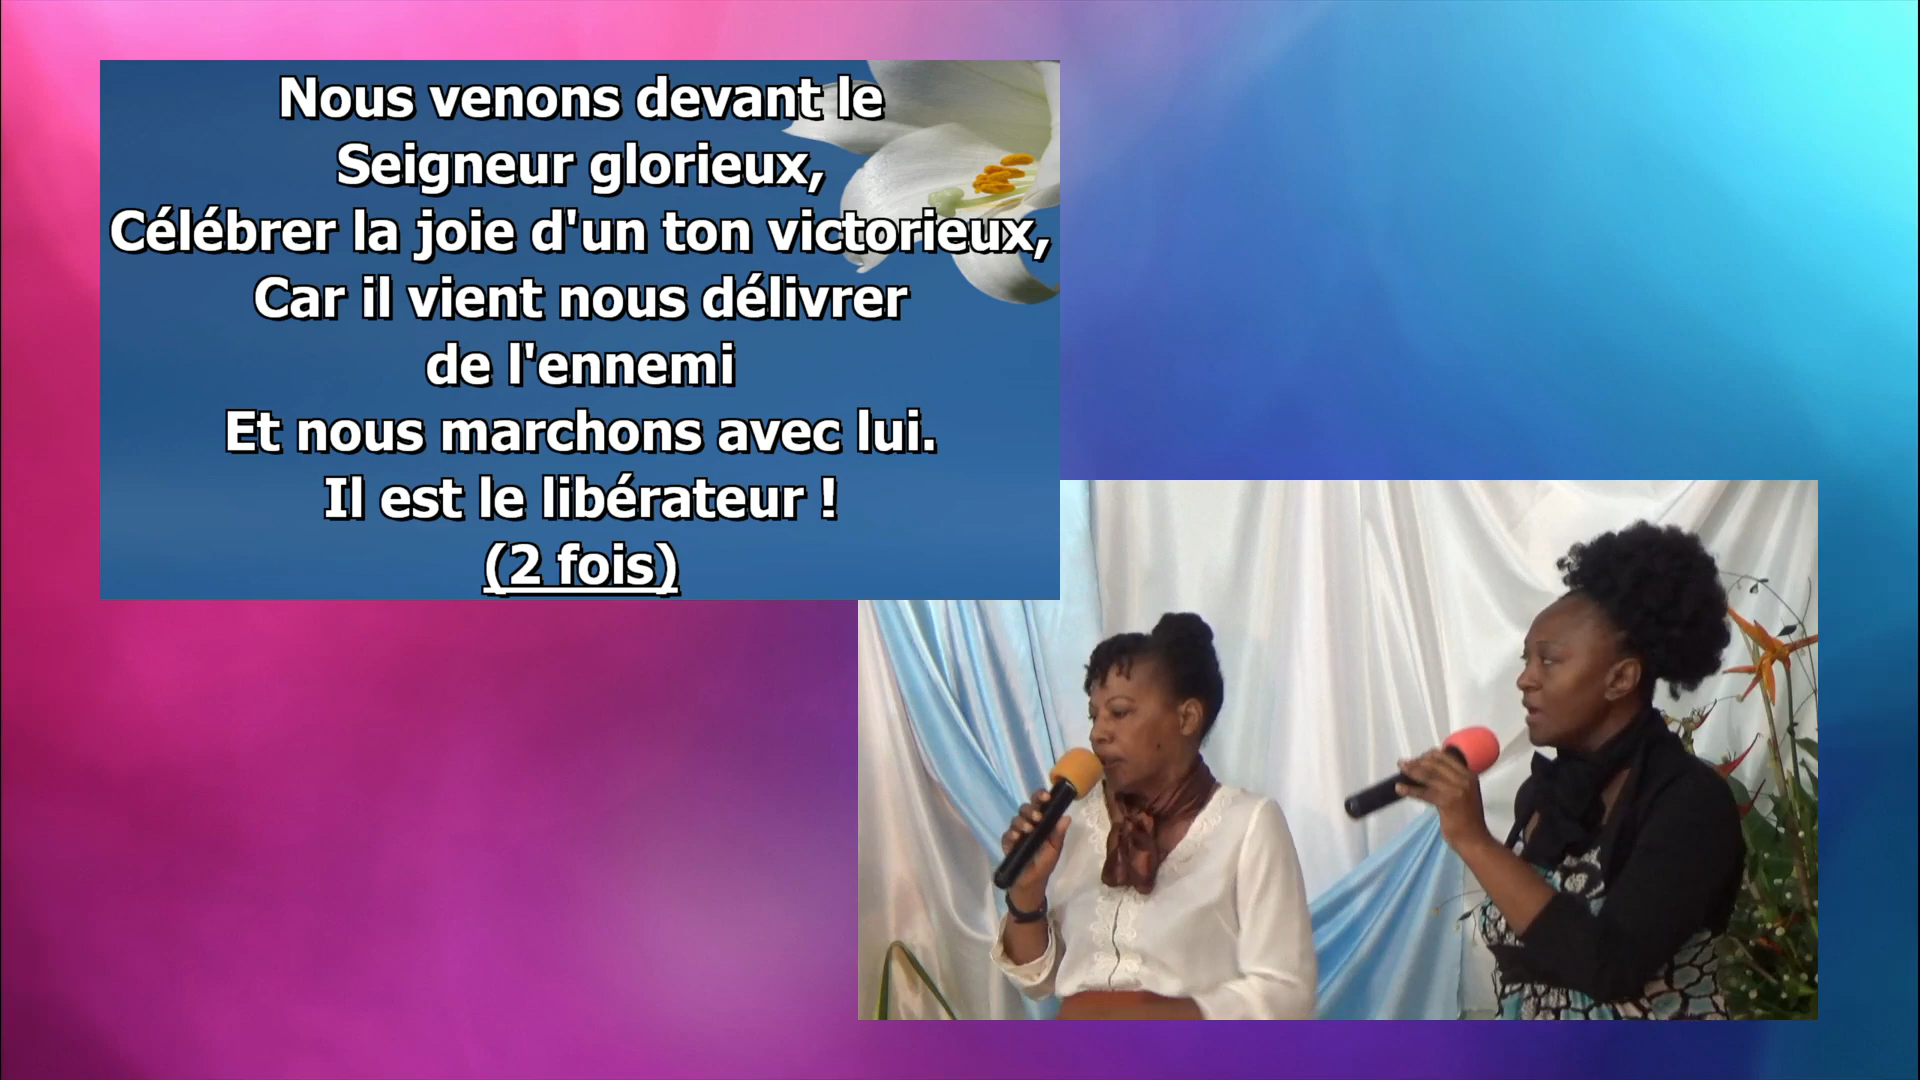 Nous venons devant le
Seigneur glorieux,
Célébrer la joie d'un ton victorieux,
Car il vient nous délivrer
de l'ennemi
Et nous marchons avec lui.
Il est le libérateur !
(2 fois)